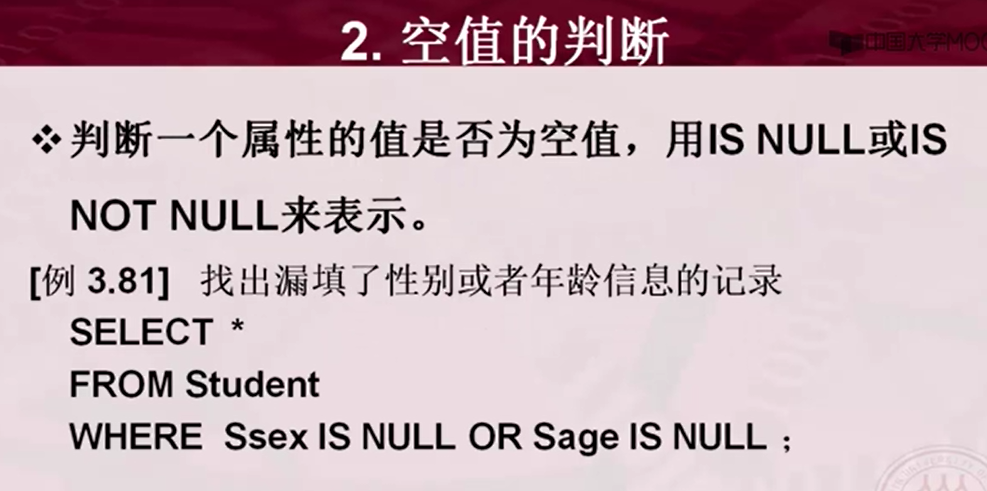 2. 空值的判断
中国大学MOO
❖判断一个属性的值是否为空值，用IS NULL或IS
NOT NULL来表示。
[例 3.81] 找出漏填了性别或者年龄信息的记录
SELECT *
FROM Student
WHERE Ssex IS NULL OR Sage IS NULL ；